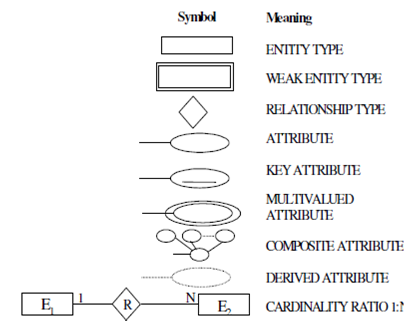 Symbol Meaning
ENTITY TYPE
WEAK ENTITY TYPE
RELATIONSHIP TYPE
ATTRIBUTE
KEY ATTRIBUTE
MULTIVALUED
ATTRIBUTE
COMPOSITE ATTRIBUTE
DERIVED ATTRIBUTE
E1 1 R N E2 CARDINALITY RATIO 1:N